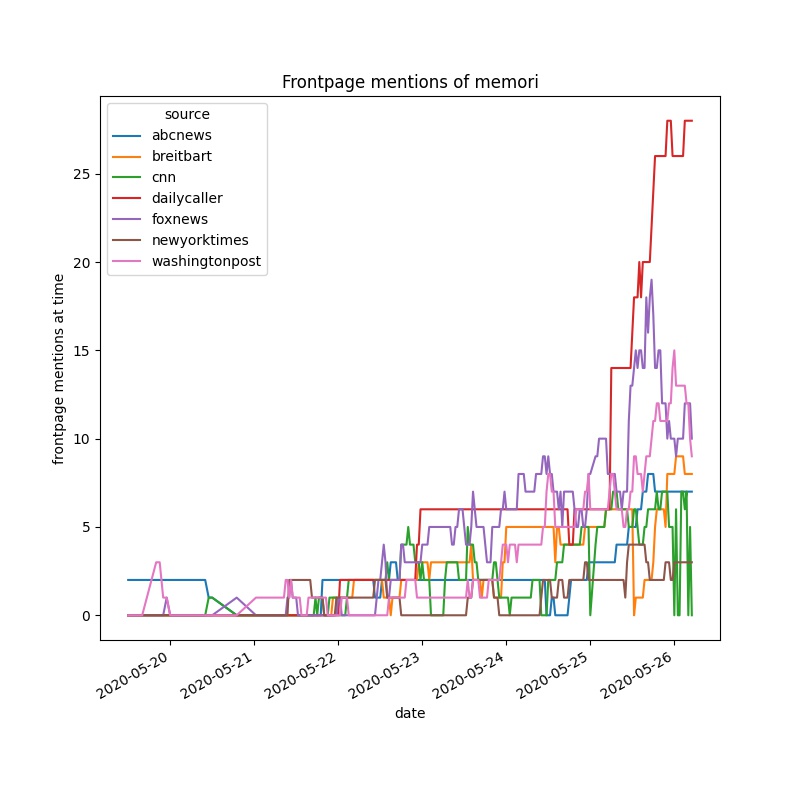 Frontpage mentions of memori
source
abcnews
breitbart
cnn
dailycaller
foxnews
newyorktimes
washingtonpost
frontpage mentions at time
25
20
15
10
5
0
2020-05-20
2020-05-21
2020-05-22
2020-05-23
2020-05-24
2020-05-25
2020-05-26
date